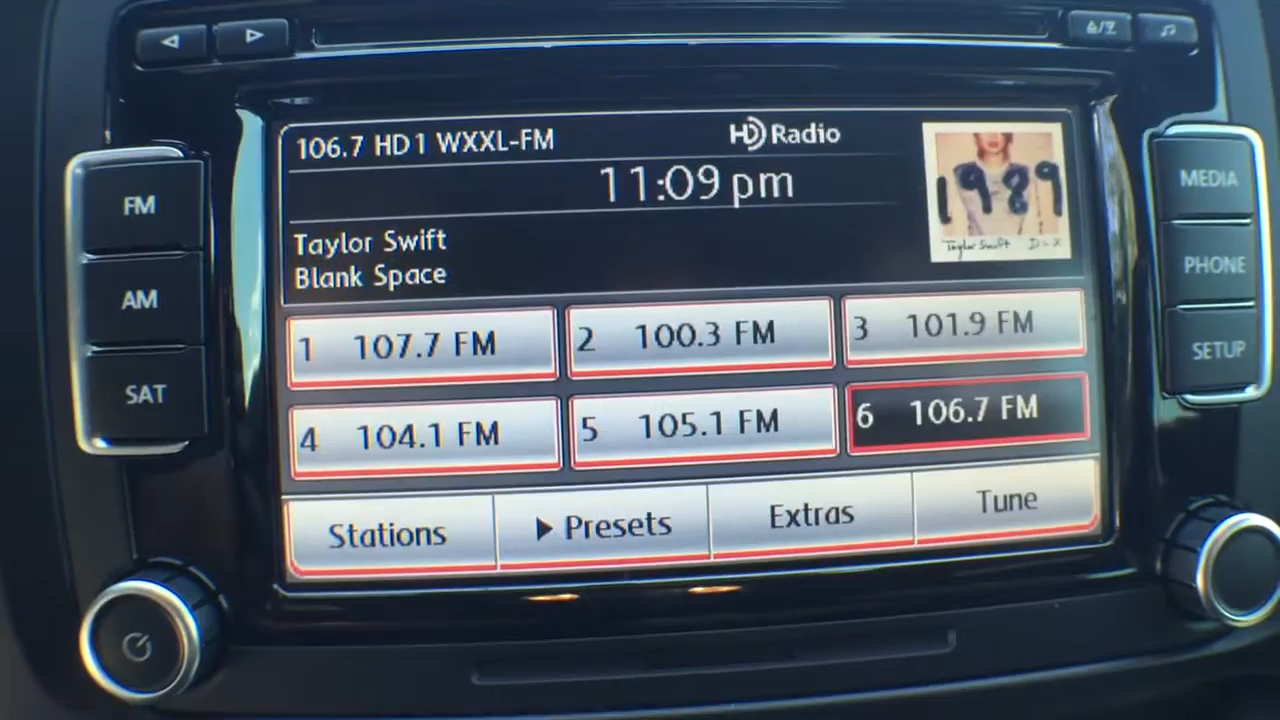 106.7 HD1 WXXL-FM
HD Radio
11:09 pm
Taylor Swift
Blank Space
1989
Taylor Swift D.L.X.
FM
AM
SAT
MEDIA
PHONE
SETUP
1 107.7 FM
2 100.3 FM
3 101.9 FM
4 104.1 FM
5 105.1 FM
6 106.7 FM
Stations
Presets
Extras
Tune